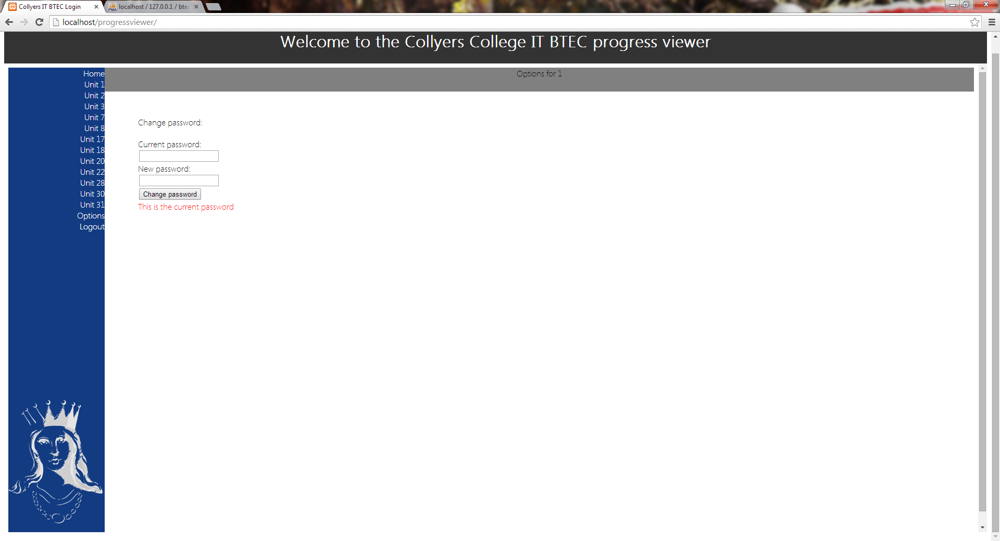 Collyers IT BTEC Login
localhost / 127.0.0.1 / btec
localhost/progressviewer/
Welcome to the Collyers College IT BTEC progress viewer
Options for 1
Home
Unit 1
Unit 2
Unit 3
Unit 7
Unit 8
Unit 17
Unit 18
Unit 20
Unit 22
Unit 28
Unit 30
Unit 31
Options
Logout
Change password:
Current password:
New password:
Change password
This is the current password